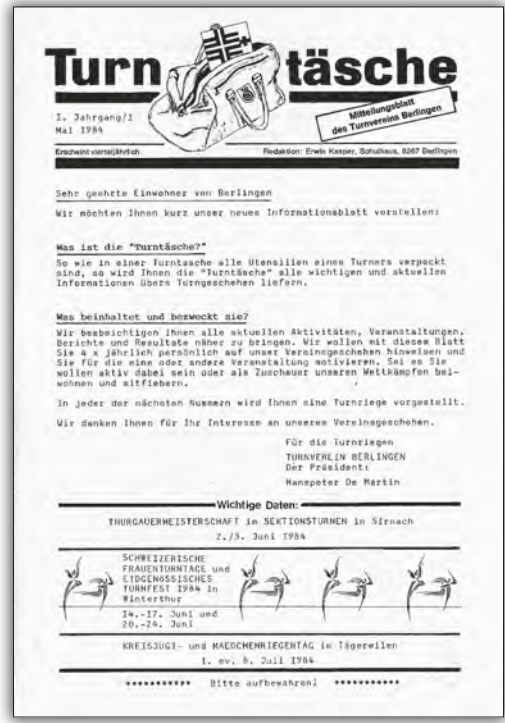 Turn täsche
1. Jahrgang/1
Mai 1984
Mitteilungsblatt
des Turnvereins Berlingen
Erscheint vierteljährlich
Redaktion: Erwin Kasper, Schulhaus, 8267 Berlingen
Sehr geehrte Einwohner von Berlingen
Wir möchten Ihnen kurz unser neues Informationsblatt vorstellen:
Was ist die "Turntäsche?"
So wie in einer Turntasche alle Utensilien eines Turners verpackt
sind, so wird Ihnen die "Turntäsche" alle wichtigen und aktuellen
Informationen übers Turngeschehen liefern.
Was beinhaltet und bezweckt sie?
Wir beabsichtigen Ihnen alle aktuellen Aktivitäten, Veranstaltungen,
Berichte und Resultate näher zu bringen. Wir wollen mit diesem Blatt
Sie 4 x jährlich persönlich auf unser Vereinsgeschehen hinweisen und
Sie für die eine oder andere Veranstaltung motivieren. Sei es Sie
wollen aktiv dabei sein oder als Zuschauer unseren Wettkämpfen bei-
wohnen und mitfiebern.
In jeder der nächsten Nummern wird Ihnen eine Turnriege vorgestellt.
Wir danken Ihnen für Ihr Interesse an unserem Vereinsgeschehen.
Für die Turnriegen
TURNVEREIN BERLINGEN
Der Präsident:
Hanspeter De Martin
Wichtige Daten:
THURGAUERMEISTERSCHAFT im SEKTIONSTURNEN in Sirnach
2./3. Juni 1984
SCHWEIZERISCHE
FRAUENTURNTAGE und
EIDGENÖSSISCHES
TURNFEST 1984 in
Winterthur
14.-17. Juni und
20.-24. Juni
KREISJUGI- und MAEDCHENRIEGENTAG in Tägerwilen
1. ev. 8. Juli 1984
*********** Bitte aufbewahren! ***********